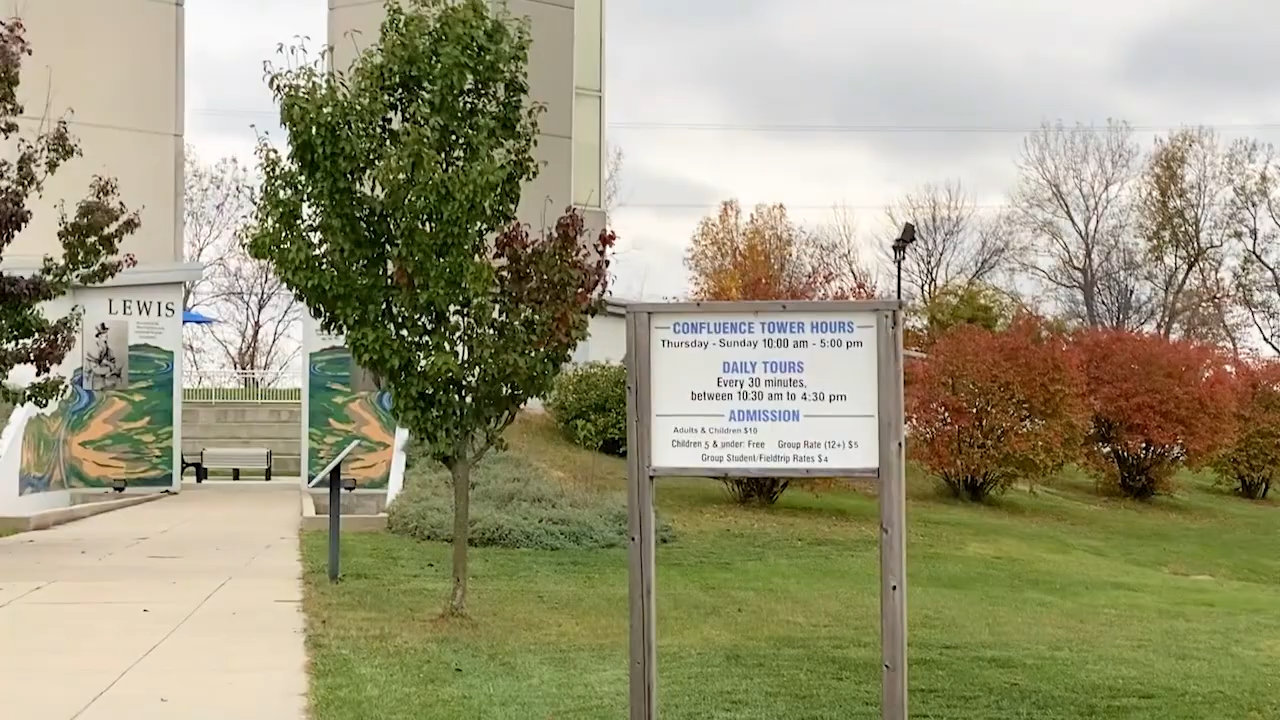 LEWIS
CONFLUENCE TOWER HOURS
Thursday - Sunday 10:00 am - 5:00 pm
DAILY TOURS
Every 30 minutes,
between 10:30 am to 4:30 pm
ADMISSION
Adults & Children $10
Children 5 & under: Free Group Rate (12+) $5
Group Student/Fieldtrip Rates $4